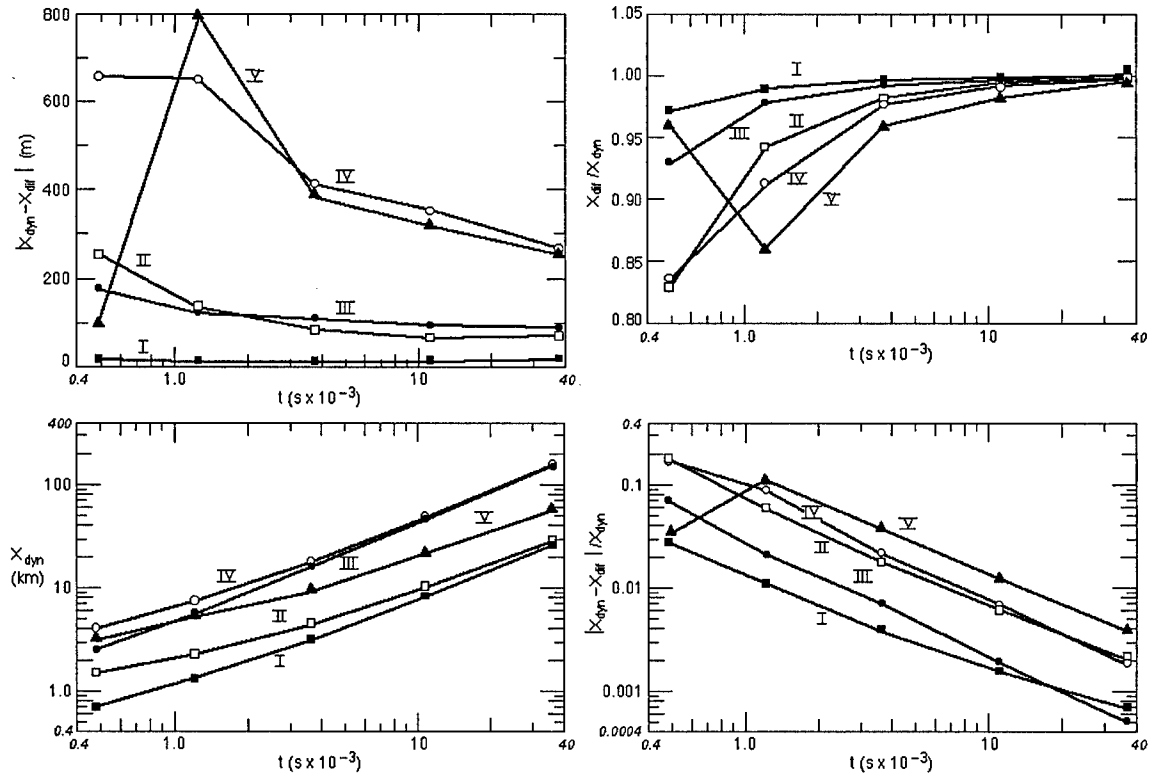 800
600
400
200
0
0.4
1.0
10
40
|X_dyn – X_dif| (m)
t (s x 10⁻³)
I
II
III
IV
V
1.05
1.00
0.95
0.90
0.85
0.80
0.4
1.0
10
40
X_dif / X_dyn
t (s x 10⁻³)
I
II
III
IV
V
400
100
10
1.0
0.4
0.4
1.0
10
40
X_dyn
(km)
t (s x 10⁻³)
V
III
IV
II
I
0.4
0.1
0.01
0.001
0.0004
0.4
1.0
10
40
|X_dyn – X_dif| / X_dyn
t (s x 10⁻³)
IV
V
II
III
I